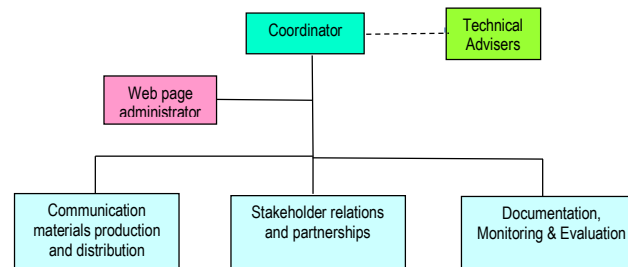 Coordinator
Technical
Advisers
Web page
administrator
Communication
materials production
and distribution
Stakeholder relations
and partnerships
Documentation,
Monitoring & Evaluation